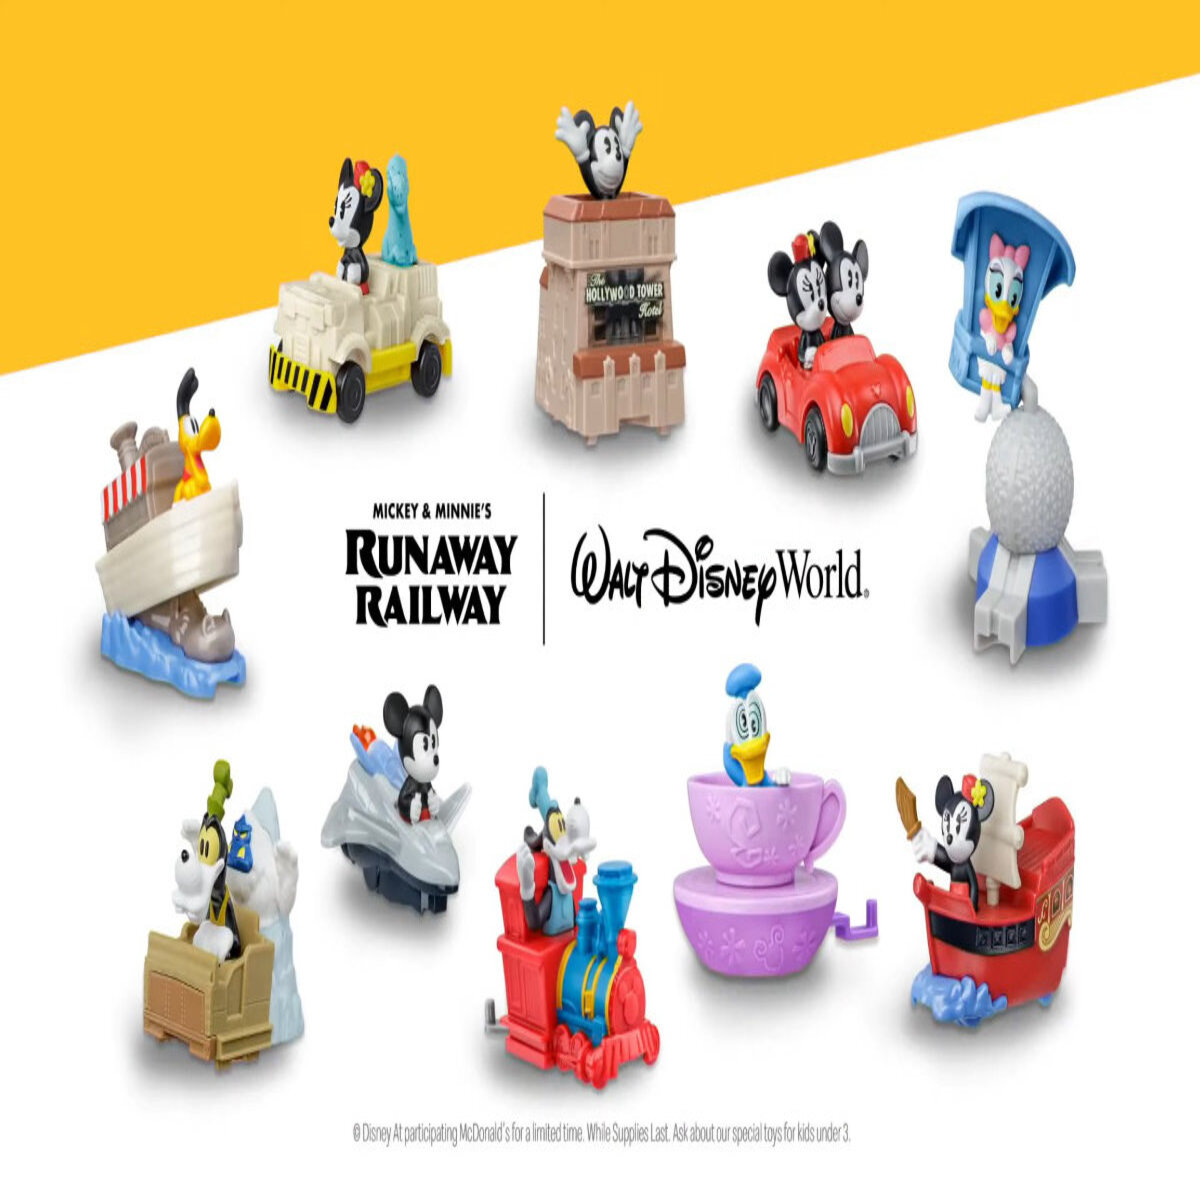 The
HOLLYWOOD TOWER
Hotel
MICKEY & MINNIE'S
RUNAWAY
RAILWAY
WALT DISNEY World.
© Disney At participating McDonald's for a limited time. While Supplies Last. Ask about our special toys for kids under 3.